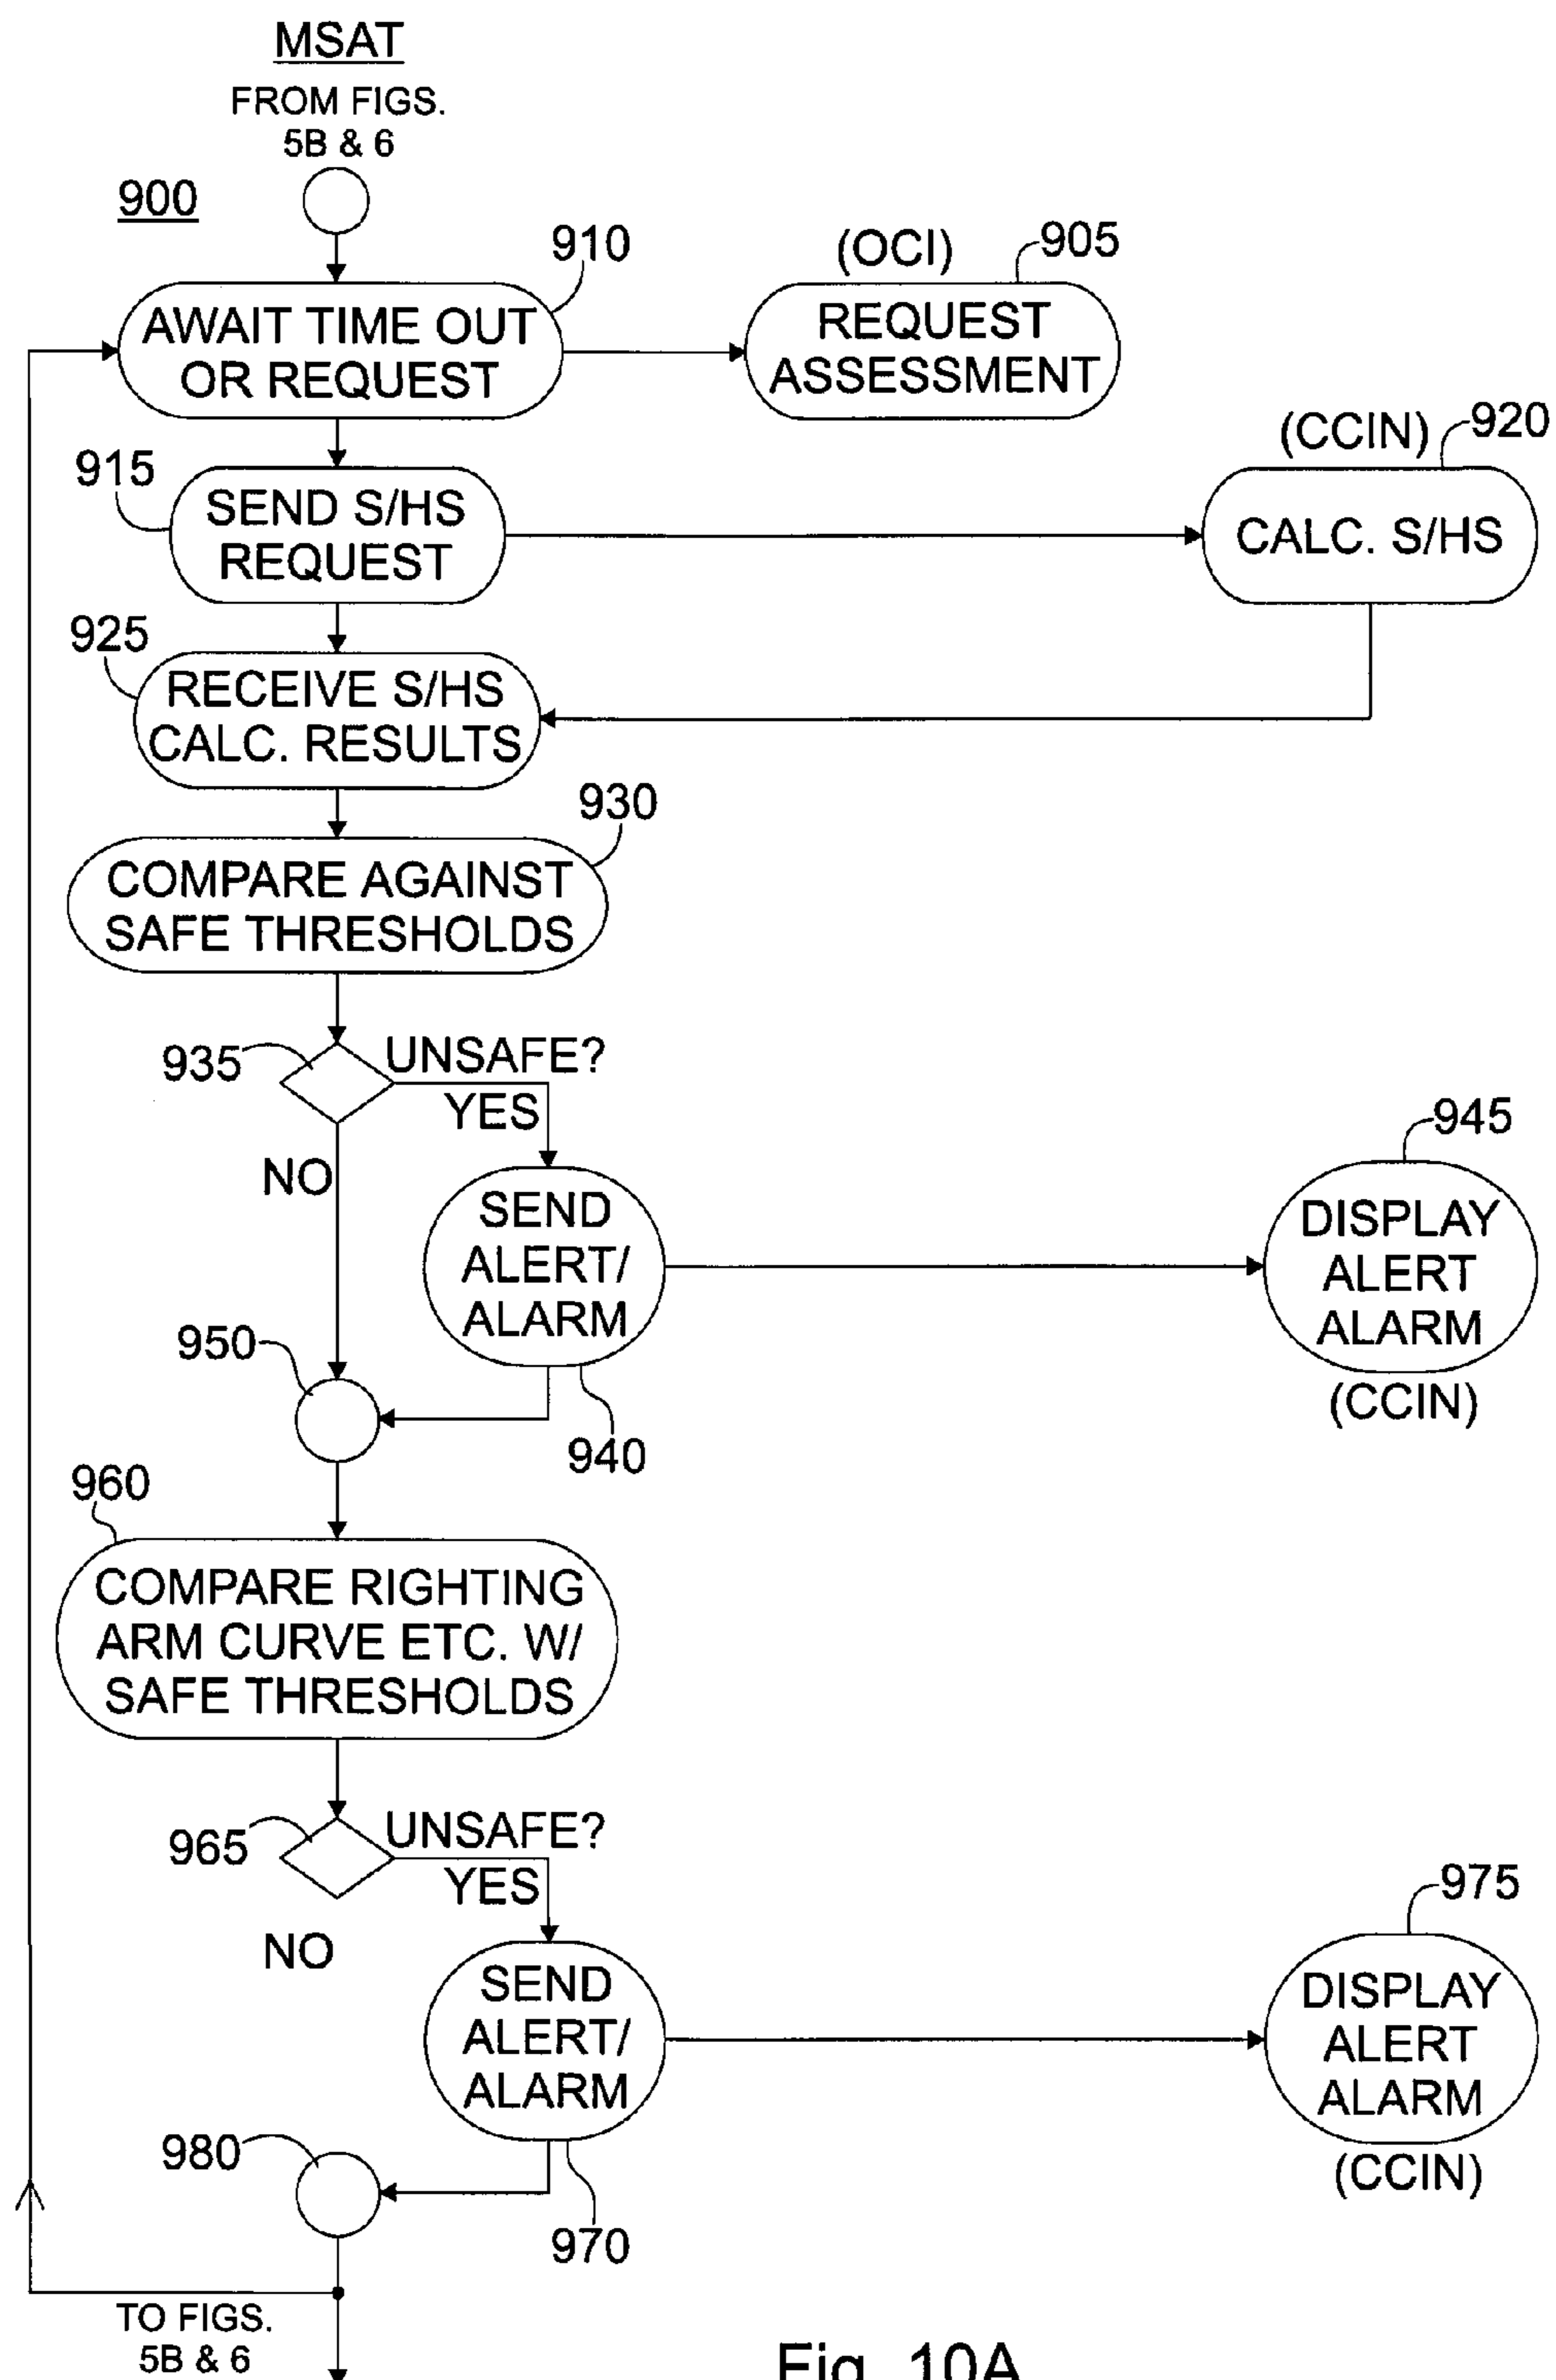 MSAT
FROM FIGS.
5B & 6
900
910
(OCI)
905
AWAIT TIME OUT
OR REQUEST
REQUEST
ASSESSMENT
915
(CCIN)
920
SEND S/HS
REQUEST
CALC. S/HS
925
RECEIVE S/HS
CALC. RESULTS
930
COMPARE AGAINST
SAFE THRESHOLDS
935
UNSAFE?
YES
NO
945
SEND
ALERT/
ALARM
DISPLAY
ALERT
ALARM
(CCIN)
950
940
960
COMPARE RIGHTING
ARM CURVE ETC. W/
SAFE THRESHOLDS
965
UNSAFE?
YES
NO
975
SEND
ALERT/
ALARM
DISPLAY
ALERT
ALARM
(CCIN)
980
970
TO FIGS.
5B & 6
Fig. 10A